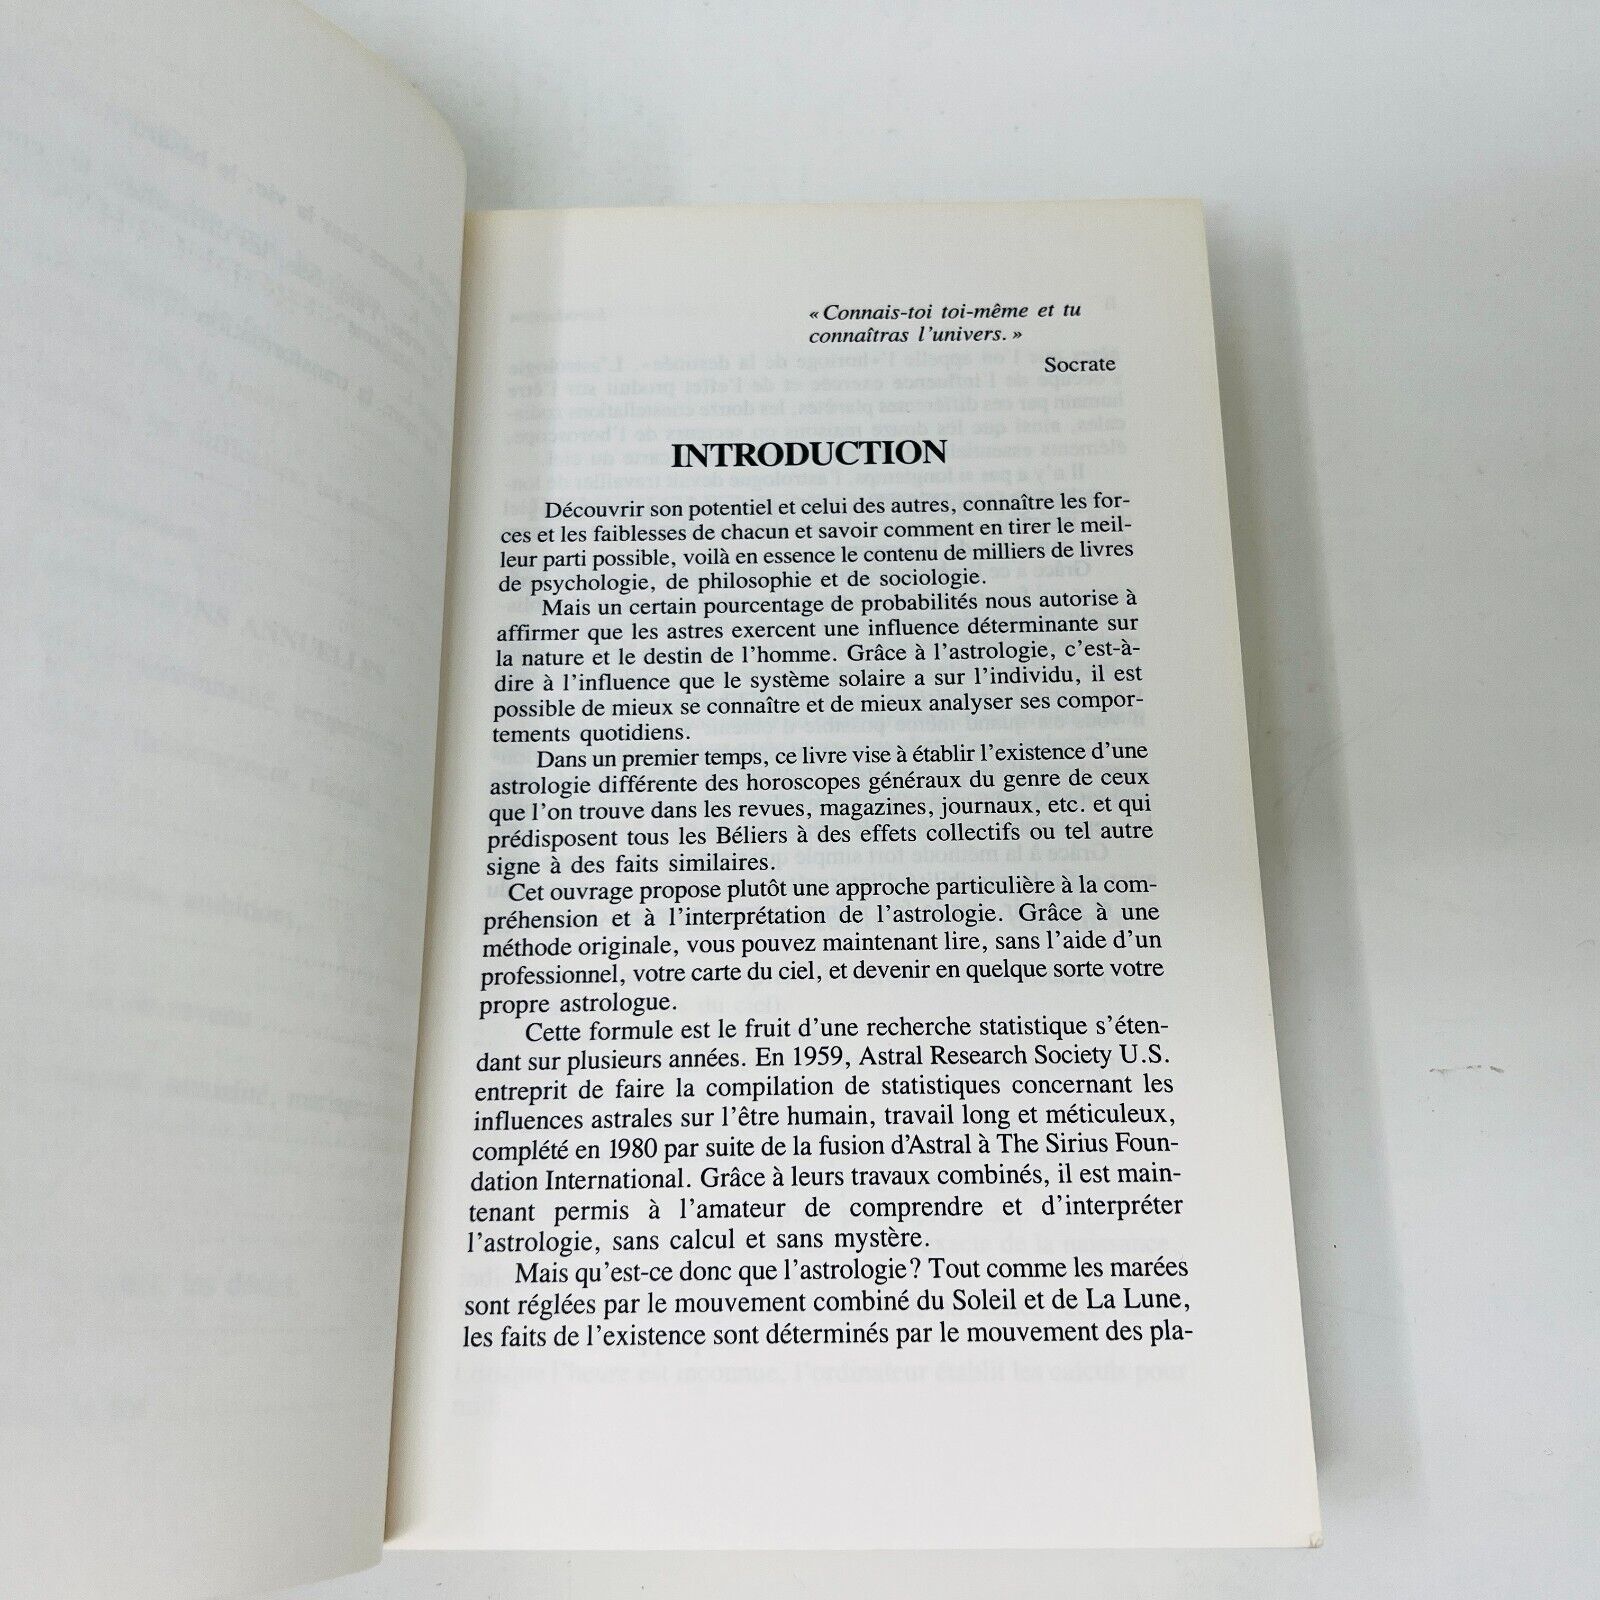 « Connais-toi toi-même et tu
connaîtras l'univers. »
Socrate
INTRODUCTION
Découvrir son potentiel et celui des autres, connaître les for-
ces et les faiblesses de chacun et savoir comment en tirer le meil-
leur parti possible, voilà en essence le contenu de milliers de livres
de psychologie, de philosophie et de sociologie.
Mais un certain pourcentage de probabilités nous autorise à
affirmer que les astres exercent une influence déterminante sur
la nature et le destin de l'homme. Grâce à l'astrologie, c'est-à-
dire à l'influence que le système solaire a sur l'individu, il est
possible de mieux se connaître et de mieux analyser ses compor-
tements quotidiens.
Dans un premier temps, ce livre vise à établir l'existence d'une
astrologie différente des horoscopes généraux du genre de ceux
que l'on trouve dans les revues, magazines, journaux, etc. et qui
prédisposent tous les Béliers à des effets collectifs ou tel autre
signe à des faits similaires.
Cet ouvrage propose plutôt une approche particulière à la com-
préhension et à l'interprétation de l'astrologie. Grâce à une
méthode originale, vous pouvez maintenant lire, sans l'aide d'un
professionnel, votre carte du ciel, et devenir en quelque sorte votre
propre astrologue.
Cette formule est le fruit d'une recherche statistique s'éten-
dant sur plusieurs années. En 1959, Astral Research Society U.S.
entreprit de faire la compilation de statistiques concernant les
influences astrales sur l'être humain, travail long et méticuleux,
complété en 1980 par suite de la fusion d'Astral à The Sirius Foun-
dation International. Grâce à leurs travaux combinés, il est main-
tenant permis à l'amateur de comprendre et d'interpréter
l'astrologie, sans calcul et sans mystère.
Mais qu'est-ce donc que l'astrologie? Tout comme les marées
sont réglées par le mouvement combiné du Soleil et de La Lune,
les faits de l'existence sont déterminés par le mouvement des pla-